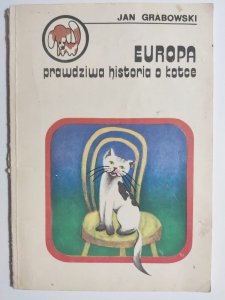 JAN GRABOWSKI
EUROPA
prawdziwa historia o kotce